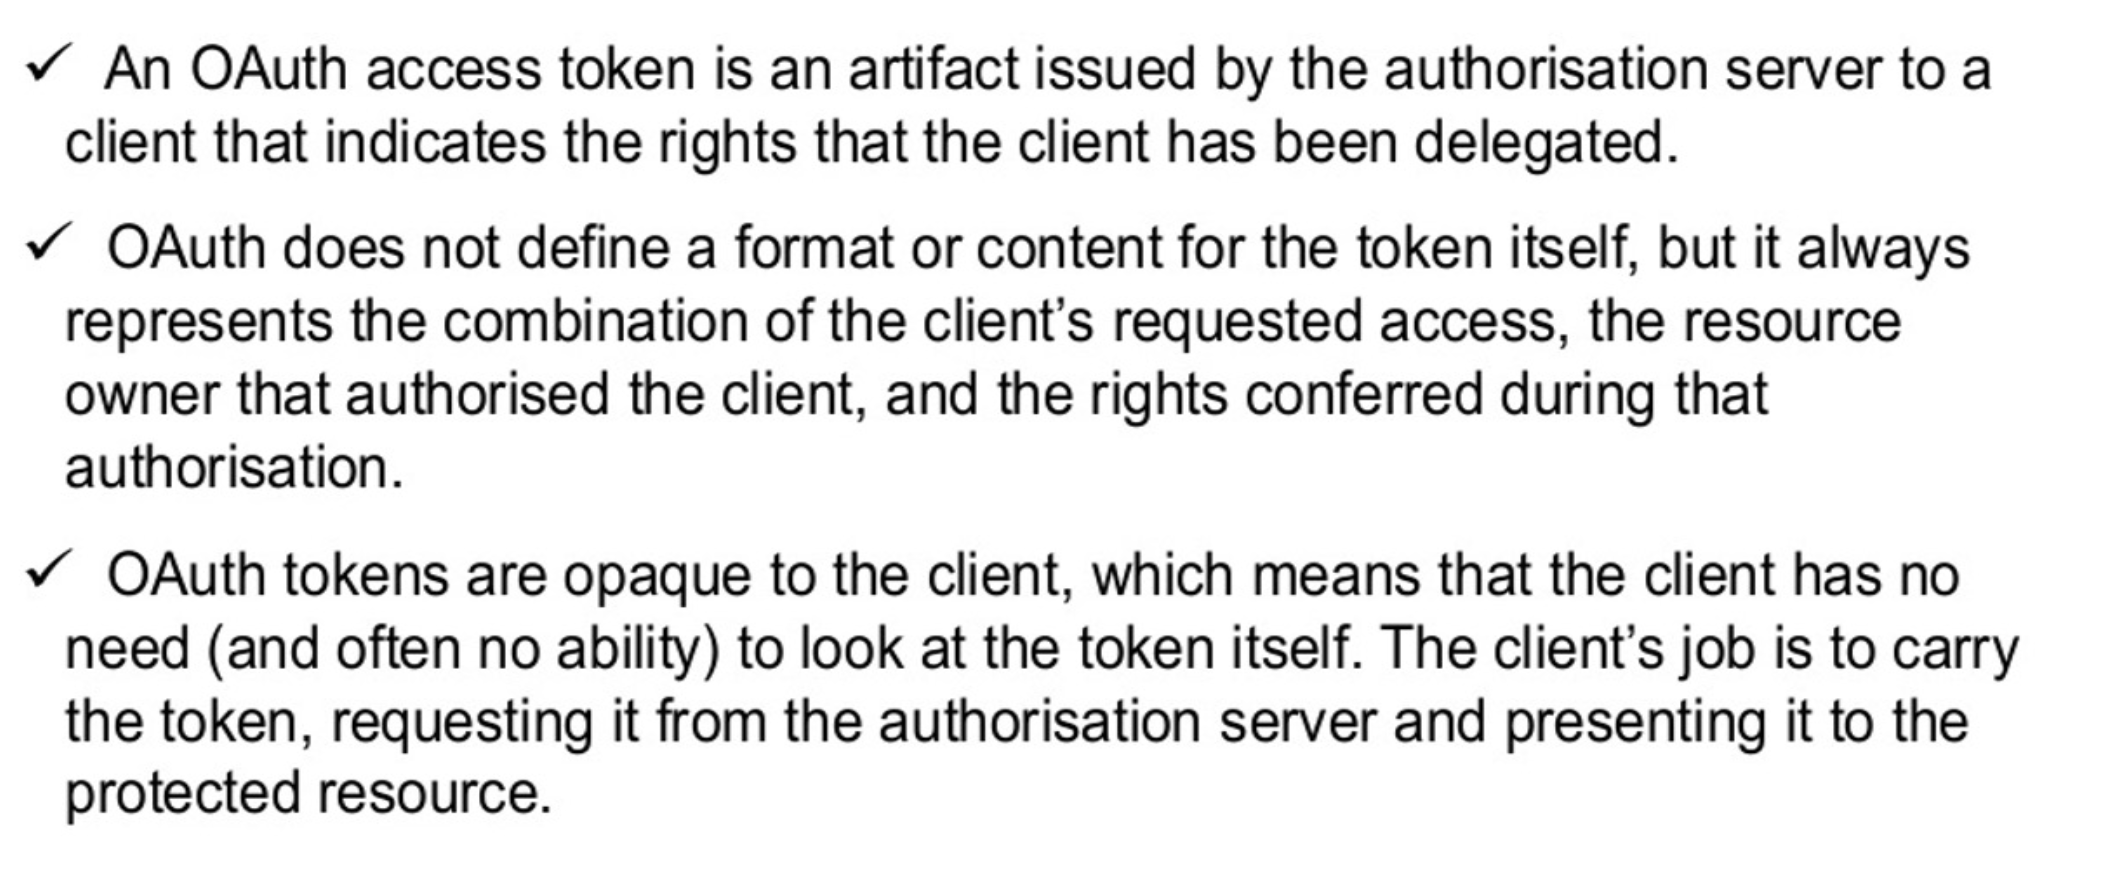 ✓ An OAuth access token is an artifact issued by the authorisation server to a
client that indicates the rights that the client has been delegated.
✓ OAuth does not define a format or content for the token itself, but it always
represents the combination of the client’s requested access, the resource
owner that authorised the client, and the rights conferred during that
authorisation.
✓ OAuth tokens are opaque to the client, which means that the client has no
need (and often no ability) to look at the token itself. The client’s job is to carry
the token, requesting it from the authorisation server and presenting it to the
protected resource.